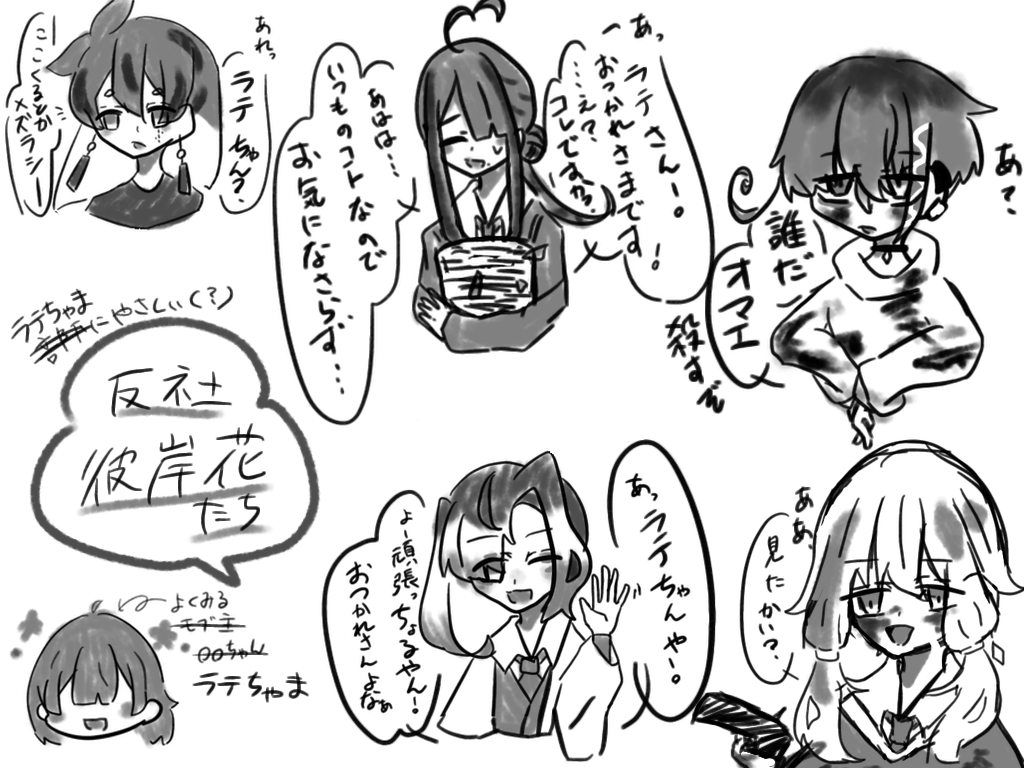 あれっ
ラテちゃん?
ここくるとか
メズラシー
あっ
ラテさんー!。
おつかれさまです!
…え?
コレですか。
あはは…
いつものコトなので
お気になさらず…
あ?
誰だ
オマエ
殺すぞ
ラテちゃま
にやさしい(?)
反社
彼岸花
たち
よくみる
モブ主
○○ちゃん
ラテちゃま
あっ
ラテちゃんやー!。
よー頑張っちょるやん!
おつかれさんよなぁ
ああ、
見たかい?